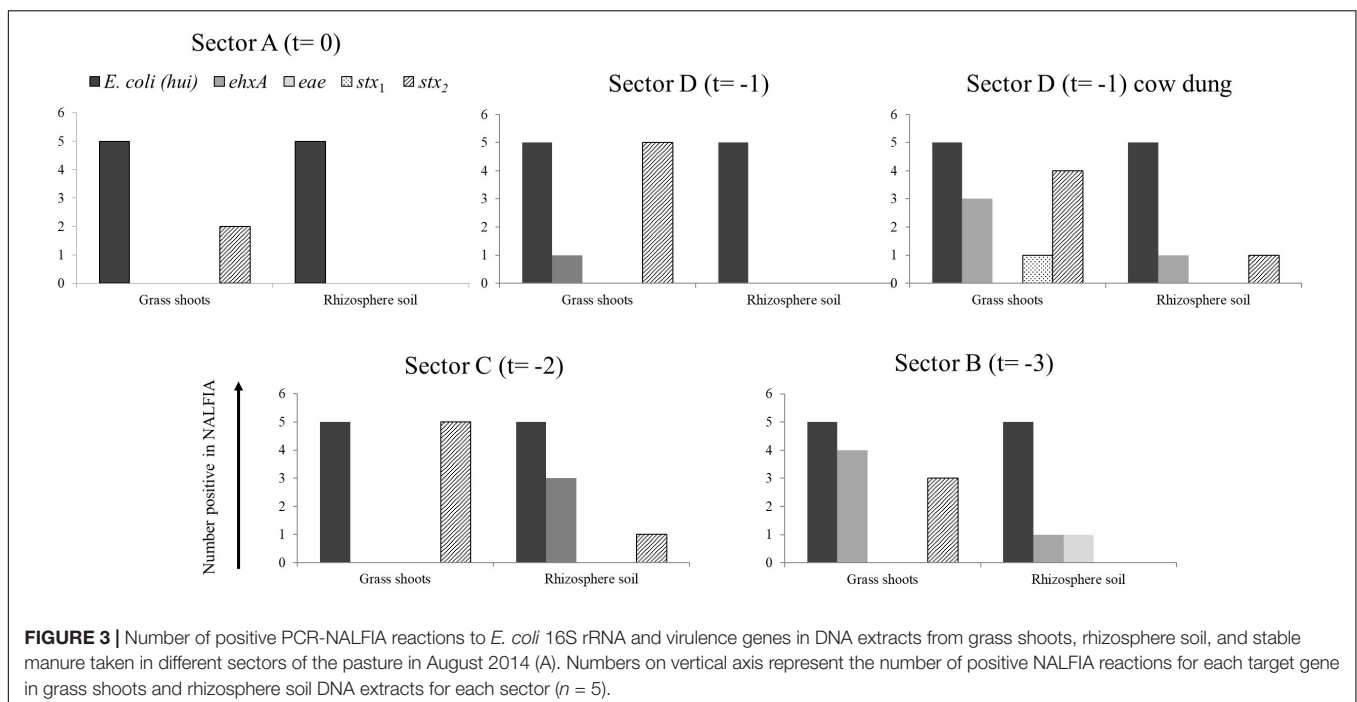 Sector A (t= 0)
E. coli (hui) ehxA eae stx1 stx2
6
5
4
3
2
1
0
Grass shoots Rhizosphere soil
Sector D (t= -1)
6
5
4
3
2
1
0
Grass shoots Rhizosphere soil
Sector D (t= -1) cow dung
6
5
4
3
2
1
0
Grass shoots Rhizosphere soil
Number positive in NALFIA
Sector C (t= -2)
6
5
4
3
2
1
0
Grass shoots Rhizosphere soil
Sector B (t= -3)
6
5
4
3
2
1
0
Grass shoots Rhizosphere soil
FIGURE 3 | Number of positive PCR-NALFIA reactions to E. coli 16S rRNA and virulence genes in DNA extracts from grass shoots, rhizosphere soil, and stable
manure taken in different sectors of the pasture in August 2014 (A). Numbers on vertical axis represent the number of positive NALFIA reactions for each target gene
in grass shoots and rhizosphere soil DNA extracts for each sector (n = 5).